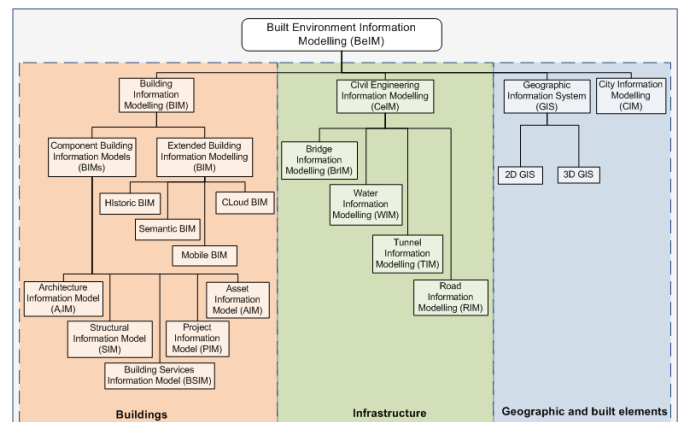 Built Environment Information
Modelling (BeIM)
Building
Information
Modelling (BIM)
Civil Engineering
Information Modelling (CeIM)
Geographic
Information System
(GIS)
City Information
Modelling
(CIM)
Component Building
Information Models
(BIMs)
Extended Building
Information Modelling
(BIM)
Bridge
Information
Modelling (BrIM)
2D GIS
3D GIS
HIstoric BIM
CLoud BIM
Water
Information
Modelling (WIM)
Semantic BIM
Mobile BIM
Tunnel
Information
Modelling (TIM)
Architecture
Information Model
(AIM)
Asset
Information
Model (AIM)
Road
Information
Modelling (RIM)
Structural
Information Model
(SIM)
Project
Information
Model (PIM)
Building Services
Information Model (BSIM)
Buildings
Infrastructure
Geographic and built elements